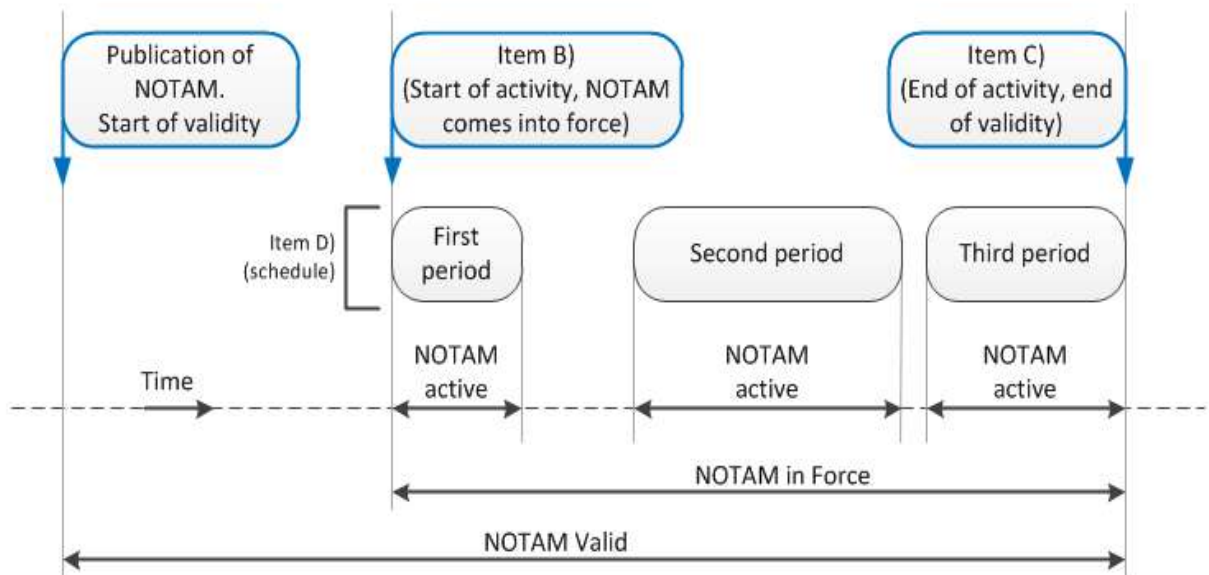 Publication of
NOTAM.
Start of validity
Item B)
(Start of activity, NOTAM
comes into force)
Item C)
(End of activity, end
of validity)
Item D)
(schedule)
First
period
Second period
Third period
Time
NOTAM
active
NOTAM
active
NOTAM
active
NOTAM in Force
NOTAM Valid